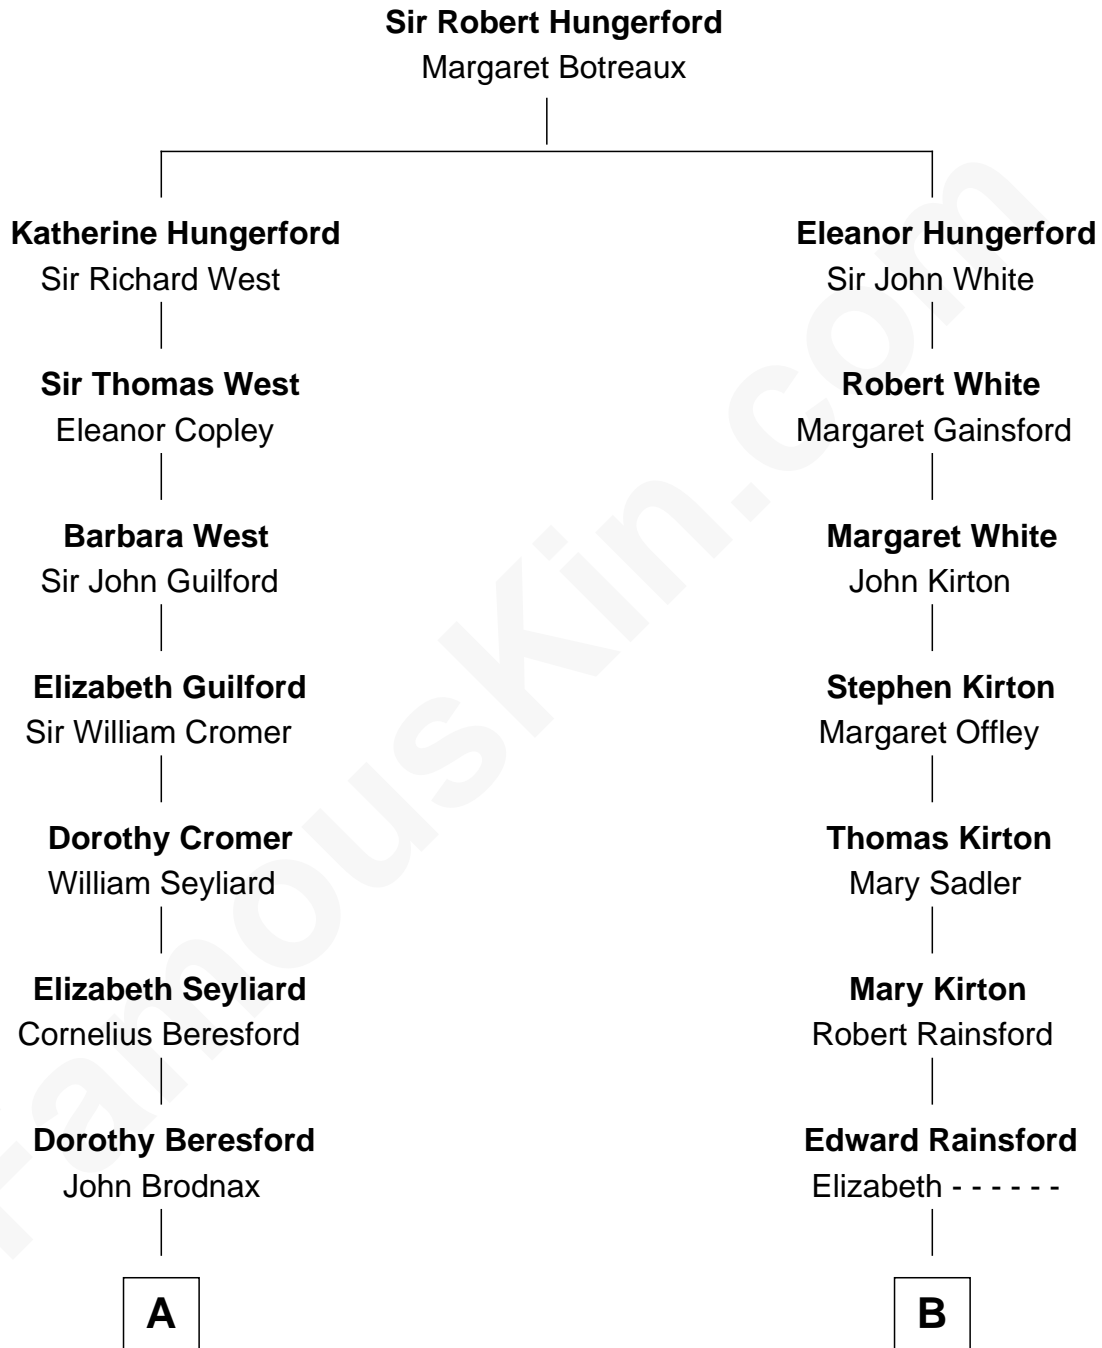 Sir Robert Hungerford
Margaret Botreaux
Katherine Hungerford
Sir Richard West
Eleanor Hungerford
Sir John White
Sir Thomas West
Eleanor Copley
Robert White
Margaret Gainsford
Barbara West
Sir John Guilford
Margaret White
John Kirton
Elizabeth Guilford
Sir William Cromer
Stephen Kirton
Margaret Offley
Dorothy Cromer
William Seyliard
Thomas Kirton
Mary Sadler
Elizabeth Seyliard
Cornelius Beresford
Mary Kirton
Robert Rainsford
Dorothy Beresford
John Brodnax
Edward Rainsford
Elizabeth - - - - - -
A
B
FamousKin.com